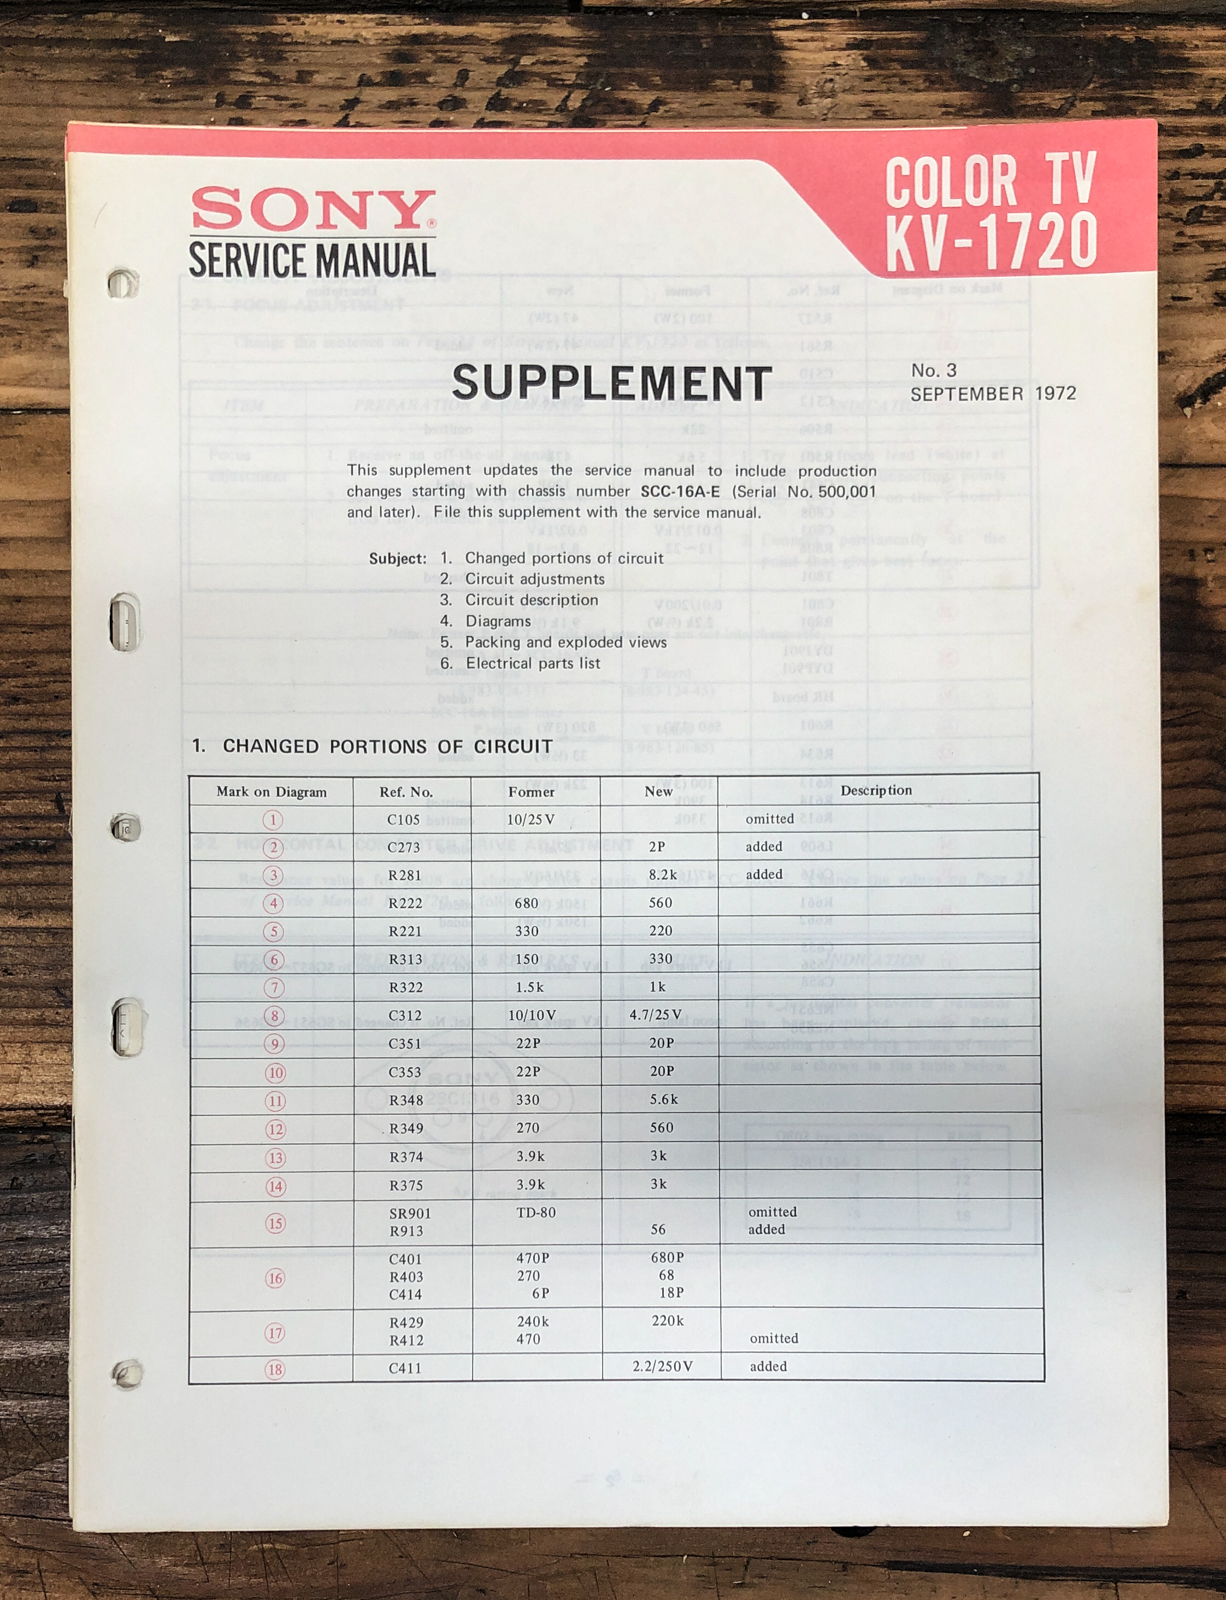 COLOR TV
KV-1720
SONY®
SERVICE MANUAL
SUPPLEMENT
No. 3
SEPTEMBER 1972
This supplement updates the service manual to include production
changes starting with chassis number SCC-16A-E (Serial No. 500,001
and later). File this supplement with the service manual.
Subject: 1. Changed portions of circuit
2. Circuit adjustments
3. Circuit description
4. Diagrams
5. Packing and exploded views
6. Electrical parts list
1. CHANGED PORTIONS OF CIRCUIT
Mark on Diagram Ref. No. Former New Description
1 C105 10/25V omitted
2 C273 2P added
3 R281 8.2k added
4 R222 680 560
5 R221 330 220
6 R313 150 330
7 R322 1.5k 1k
8 C312 10/10V 4.7/25V
9 C351 22P 20P
10 C353 22P 20P
11 R348 330 5.6k
12 R349 270 560
13 R374 3.9k 3k
14 R375 3.9k 3k
15 SR901 TD-80 omitted
R913 56 added
16 C401 470P 680P
R403 270 68
C414 6P 18P
17 R429 240k 220k
R412 470 omitted
18 C411 2.2/250V added